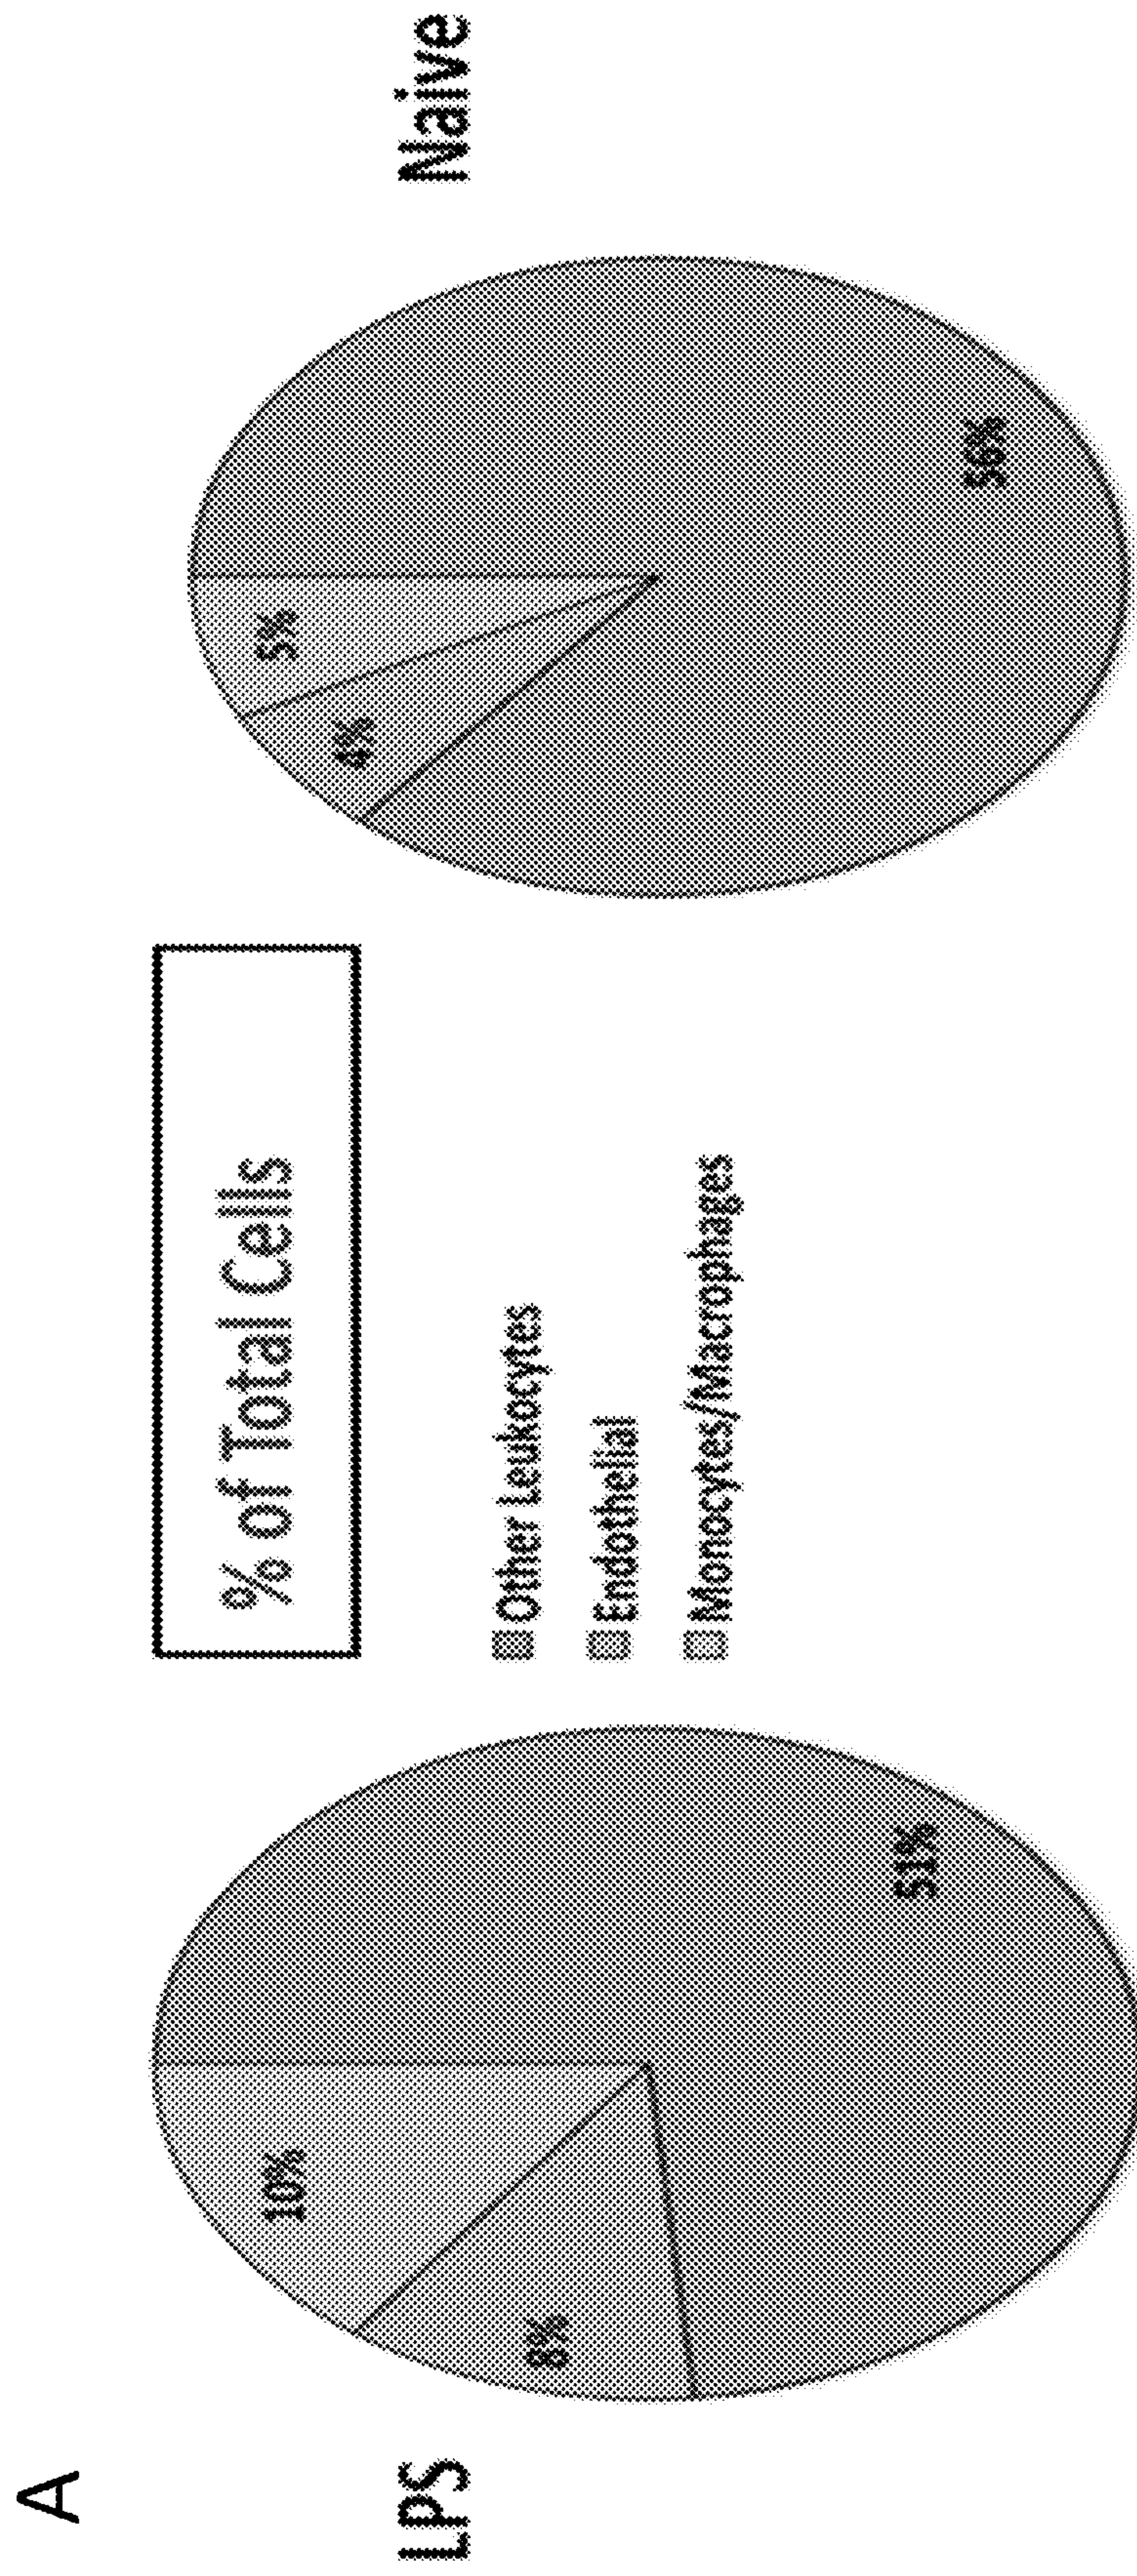 A
LPS
% of Total Cells
Naive
10%
8%
51%
Other Leukocytes
Endothelial
Monocytes/Macrophages
5%
4%
56%